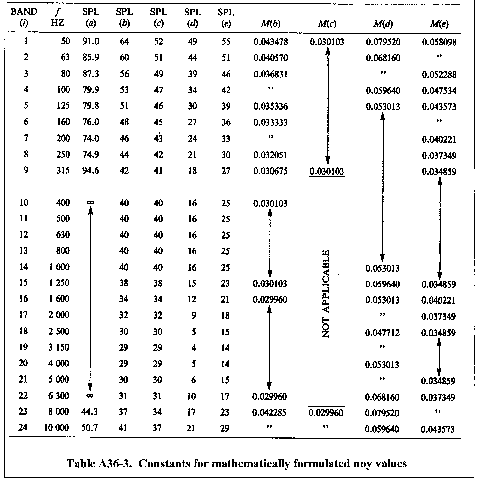 BAND (i) f HZ SPL (a) SPL (b) SPL (c) SPL (d) SPL (e) M(b) M(c) M(d) M(e)
1 50 91.0 64 52 49 55 0.043478 0.030103 0.079520 0.058098
2 63 85.9 60 51 44 51 0.040570 0.068160 "
3 80 87.3 56 49 39 46 0.036831 " 0.052288
4 100 79.9 53 47 34 42 " 0.059640 0.047534
5 125 79.8 51 46 30 39 0.035336 0.053013 0.043573
6 160 76.0 48 45 27 36 0.033333 "
7 200 74.0 46 43 24 33 " 0.040221
8 250 74.9 44 42 21 30 0.032051 0.037349
9 315 94.6 42 41 18 27 0.030675 0.030103 0.034859
10 400 ∞ 40 40 16 25 0.030103
11 500 40 40 16 25
12 630 40 40 16 25
13 800 40 40 16 25
14 1 000 40 40 16 25 0.053013
15 1 250 38 38 15 23 0.030103 0.059640 0.034859
16 1 600 34 34 12 21 0.029960 0.053013 0.040221
17 2 000 32 32 9 18 " 0.037349
18 2 500 30 30 5 15 0.047712 0.034859
19 3 150 29 29 4 14 "
20 4 000 29 29 5 14 0.053013
21 5 000 30 30 6 15 " 0.034859
22 6 300 ∞ 31 31 10 17 0.029960 0.068160 0.037349
23 8 000 44.3 37 34 17 23 0.042285 0.029960 0.079520 "
24 10 000 50.7 41 37 21 29 " " 0.059640 0.043573
NOT APPLICABLE
Table A36-3. Constants for mathematically formulated noy values